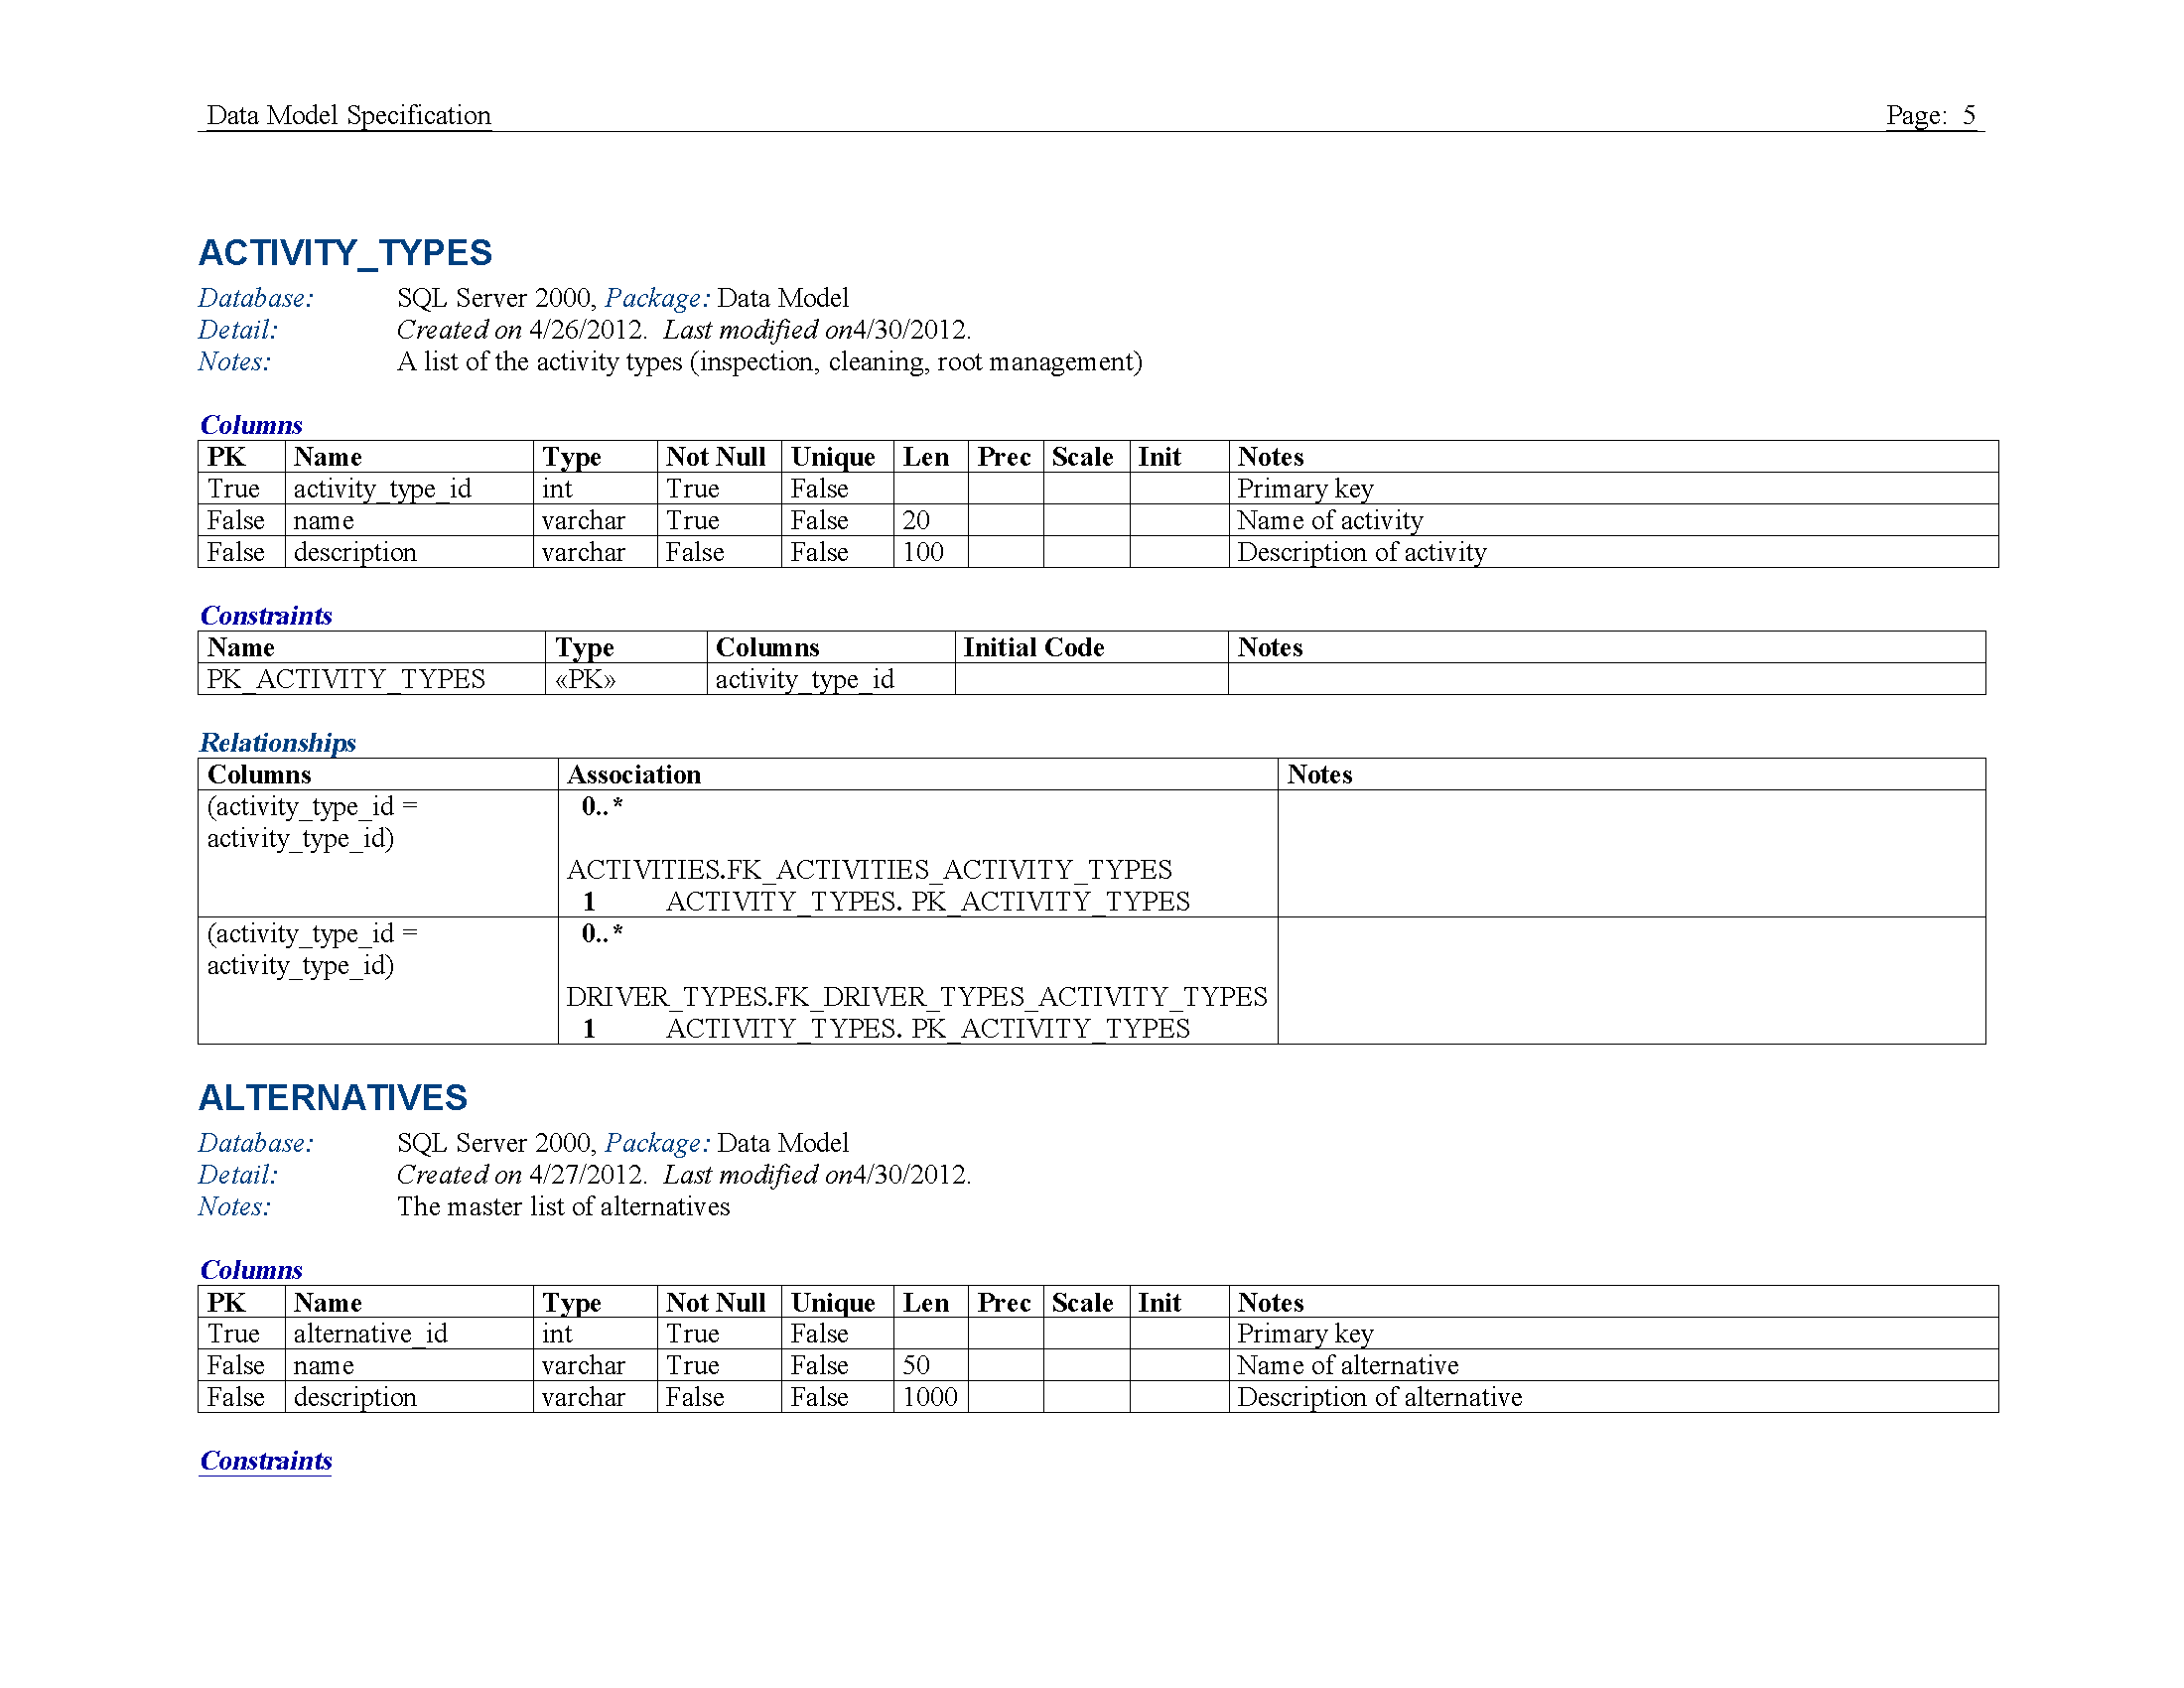 Data Model Specification Page: 5
ACTIVITY_TYPES
Database: SQL Server 2000, Package: Data Model
Detail: Created on 4/26/2012. Last modified on4/30/2012.
Notes: A list of the activity types (inspection, cleaning, root management)
Columns
PK Name Type Not Null Unique Len Prec Scale Init Notes
True activity_type_id int True False Primary key
False name varchar True False 20 Name of activity
False description varchar False False 100 Description of activity
Constraints
Name Type Columns Initial Code Notes
PK_ACTIVITY_TYPES «PK» activity_type_id
Relationships
Columns Association Notes
(activity_type_id = 0..*
activity_type_id)
ACTIVITIES.FK_ACTIVITIES_ACTIVITY_TYPES
1 ACTIVITY_TYPES. PK_ACTIVITY_TYPES
(activity_type_id = 0..*
activity_type_id)
DRIVER_TYPES.FK_DRIVER_TYPES_ACTIVITY_TYPES
1 ACTIVITY_TYPES. PK_ACTIVITY_TYPES
ALTERNATIVES
Database: SQL Server 2000, Package: Data Model
Detail: Created on 4/27/2012. Last modified on4/30/2012.
Notes: The master list of alternatives
Columns
PK Name Type Not Null Unique Len Prec Scale Init Notes
True alternative_id int True False Primary key
False name varchar True False 50 Name of alternative
False description varchar False False 1000 Description of alternative
Constraints